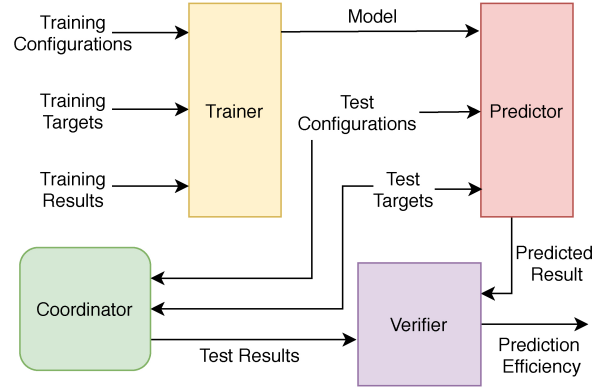 Training
Configurations
Model
Trainer
Training
Targets
Test
Configurations
Predictor
Training
Results
Test
Targets
Predicted
Result
Coordinator
Verifier
Test Results
Prediction
Efficiency